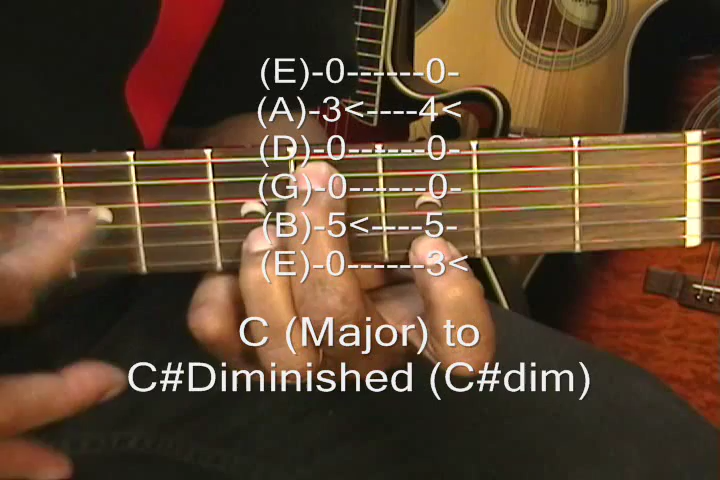 (E)-0------0-
(A)-3<----4<
(D)-0------0-
(G)-0------0-
(B)-5<----5-
(E)-0------3<
C (Major) to
C#Diminished (C#dim)